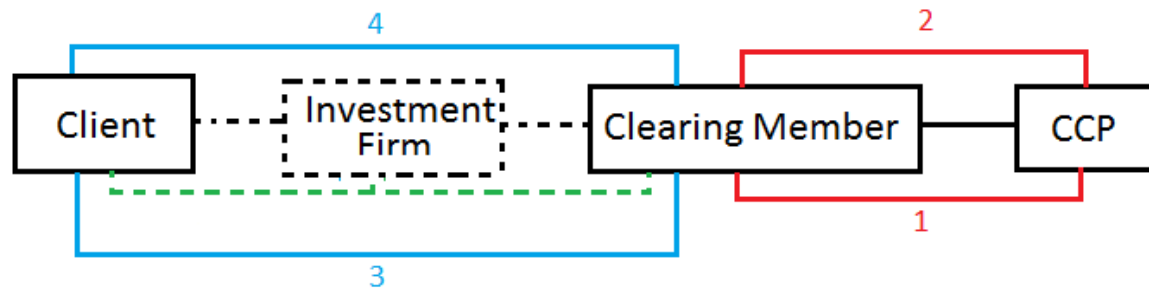 4
2
Client
Investment
Firm
Clearing Member
CCP
1
3